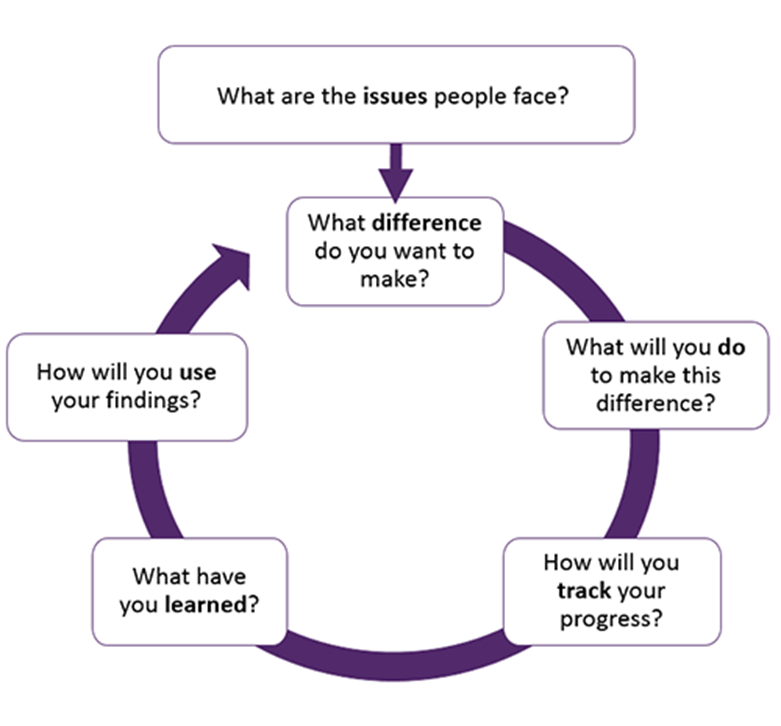 What are the issues people face?
What difference
do you want to
make?
What will you do
to make this
difference?
How will you
track your
progress?
What have
you learned?
How will you use
your findings?